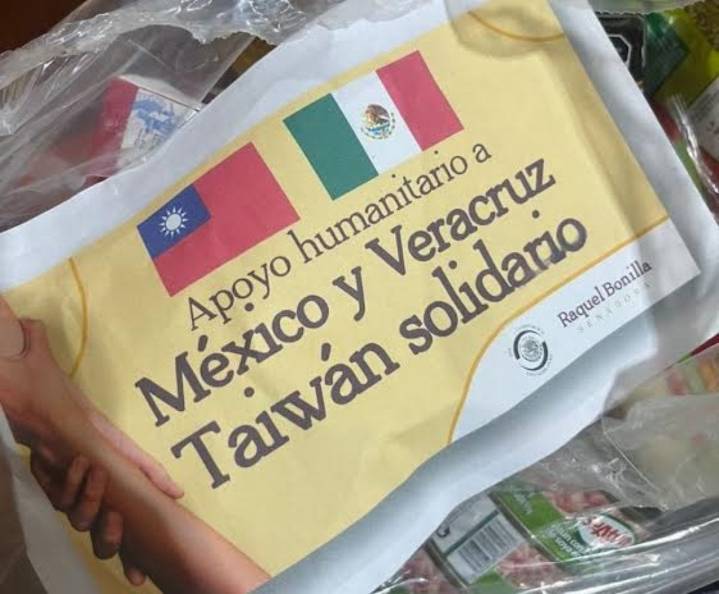 Apoyo humanitario a
México y Veracruz
Taiwán solidario
Raquel Bonilla
SENADORA